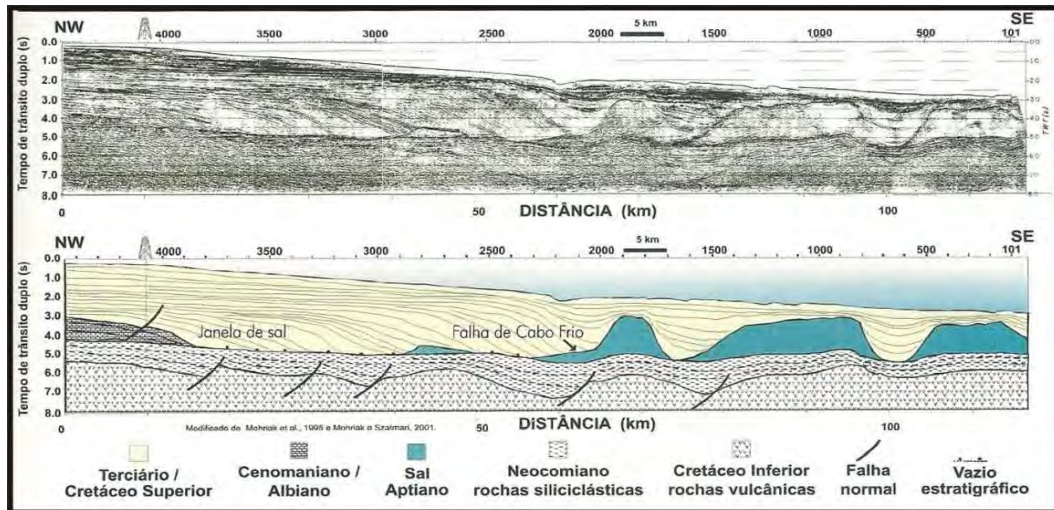 NW
SE
4000 3500 3000 2500 2000 5 km 1500 1000 500 101
Tempo de trânsito duplo (s)
0.0
1.0
2.0
3.0
4.0
5.0
6.0
7.0
8.0
TWT(s)
0 50 DISTÂNCIA (km) 100
NW
SE
4000 3500 3000 2500 2000 5 km 1500 1000 500 101
Tempo de trânsito duplo (s)
0.0
1.0
2.0
3.0
4.0
5.0
6.0
7.0
8.0
Janela de sal
Falha de Cabo Frio
0 50 DISTÂNCIA (km) 100
Modificado de Mohriak et al., 1995 e Mohriak e Szatmari, 2001.
Terciário /
Cretáceo Superior
Cenomaniano /
Albiano
Sal
Aptiano
Neocomiano
rochas siliciclásticas
Cretáceo Inferior
rochas vulcânicas
Falha
normal
Vazio
estratigráfico